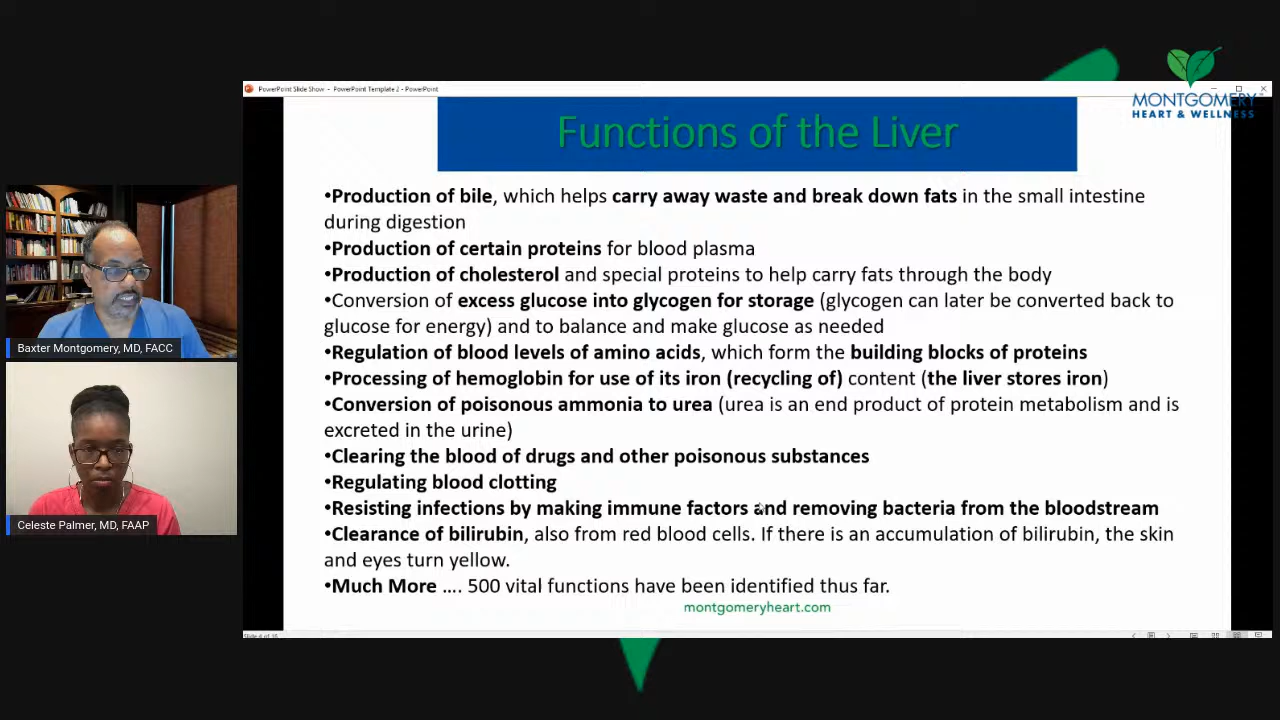 MONTGOMERY
HEART & WELLNESS
PowerPoint Slide Show - PowerPoint Template 2 - PowerPoint
Functions of the Liver
•Production of bile, which helps carry away waste and break down fats in the small intestine
during digestion
•Production of certain proteins for blood plasma
•Production of cholesterol and special proteins to help carry fats through the body
•Conversion of excess glucose into glycogen for storage (glycogen can later be converted back to
glucose for energy) and to balance and make glucose as needed
•Regulation of blood levels of amino acids, which form the building blocks of proteins
•Processing of hemoglobin for use of its iron (recycling of) content (the liver stores iron)
•Conversion of poisonous ammonia to urea (urea is an end product of protein metabolism and is
excreted in the urine)
•Clearing the blood of drugs and other poisonous substances
•Regulating blood clotting
•Resisting infections by making immune factors and removing bacteria from the bloodstream
•Clearance of bilirubin, also from red blood cells. If there is an accumulation of bilirubin, the skin
and eyes turn yellow.
•Much More …. 500 vital functions have been identified thus far.
montgomeryheart.com
Baxter Montgomery, MD, FACC
Celeste Palmer, MD, FAAP